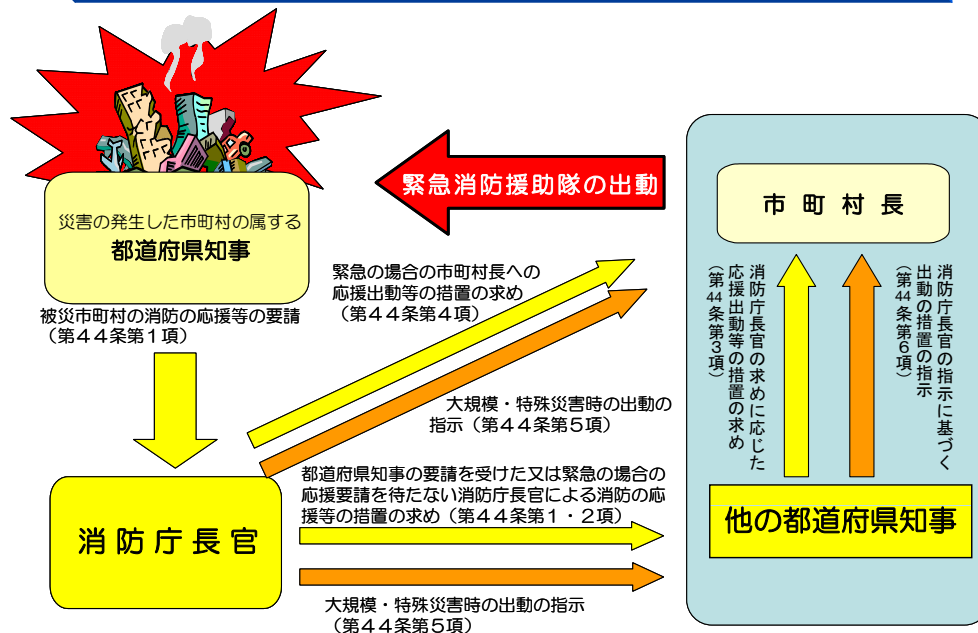 災害の発生した市町村の属する
都道府県知事
緊急消防援助隊の出動
市町村長
被災市町村の消防の応援等の要請
（第４４条第１項）
緊急の場合の市町村長への
応援出動等の措置の求め
（第４４条第４項）
大規模・特殊災害時の出動の
指示（第４４条第５項）
消防庁長官の求めに応じた
応援出動等の措置の求め
（第44条第３項）
消防庁長官の指示に基づく
出動の措置の指示
（第44条第６項）
消防庁長官
都道府県知事の要請を受けた又は緊急の場合の
応援要請を待たない消防庁長官による消防の応
援等の措置の求め（第４４条第１・２項）
大規模・特殊災害時の出動の指示
（第４４条第５項）
他の都道府県知事